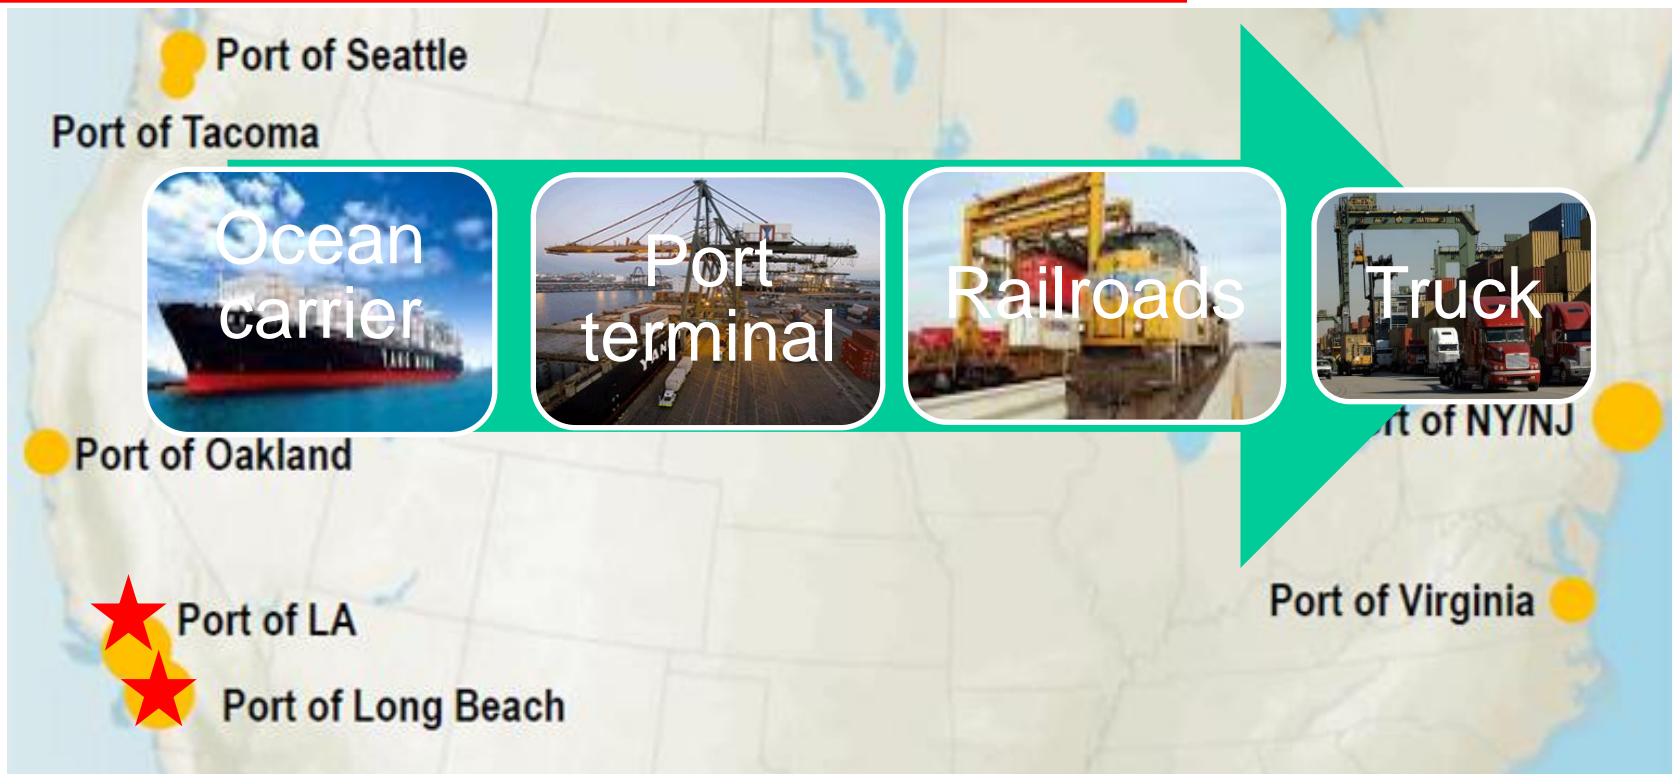 Port of Seattle
Port of Tacoma
Ocean
carrier
Port
terminal
Railroads
Truck
of NY/NJ
Port of Oakland
Port of Virginia
Port of LA
Port of Long Beach